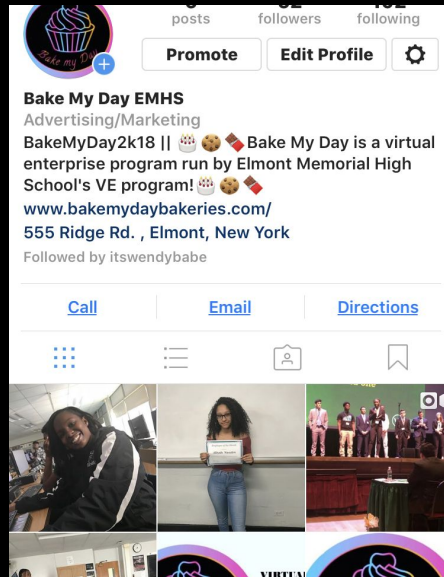 posts followers following
Promote Edit Profile
Bake my Day
Bake My Day EMHS
Advertising/Marketing
BakeMyDay2k18 || 🎂 🍪 🍫 Bake My Day is a virtual
enterprise program run by Elmont Memorial High
School's VE program! 🎂 🍪 🍫
www.bakemydaybakeries.com/
555 Ridge Rd. , Elmont, New York
Followed by itswendybabe
Call Email Directions